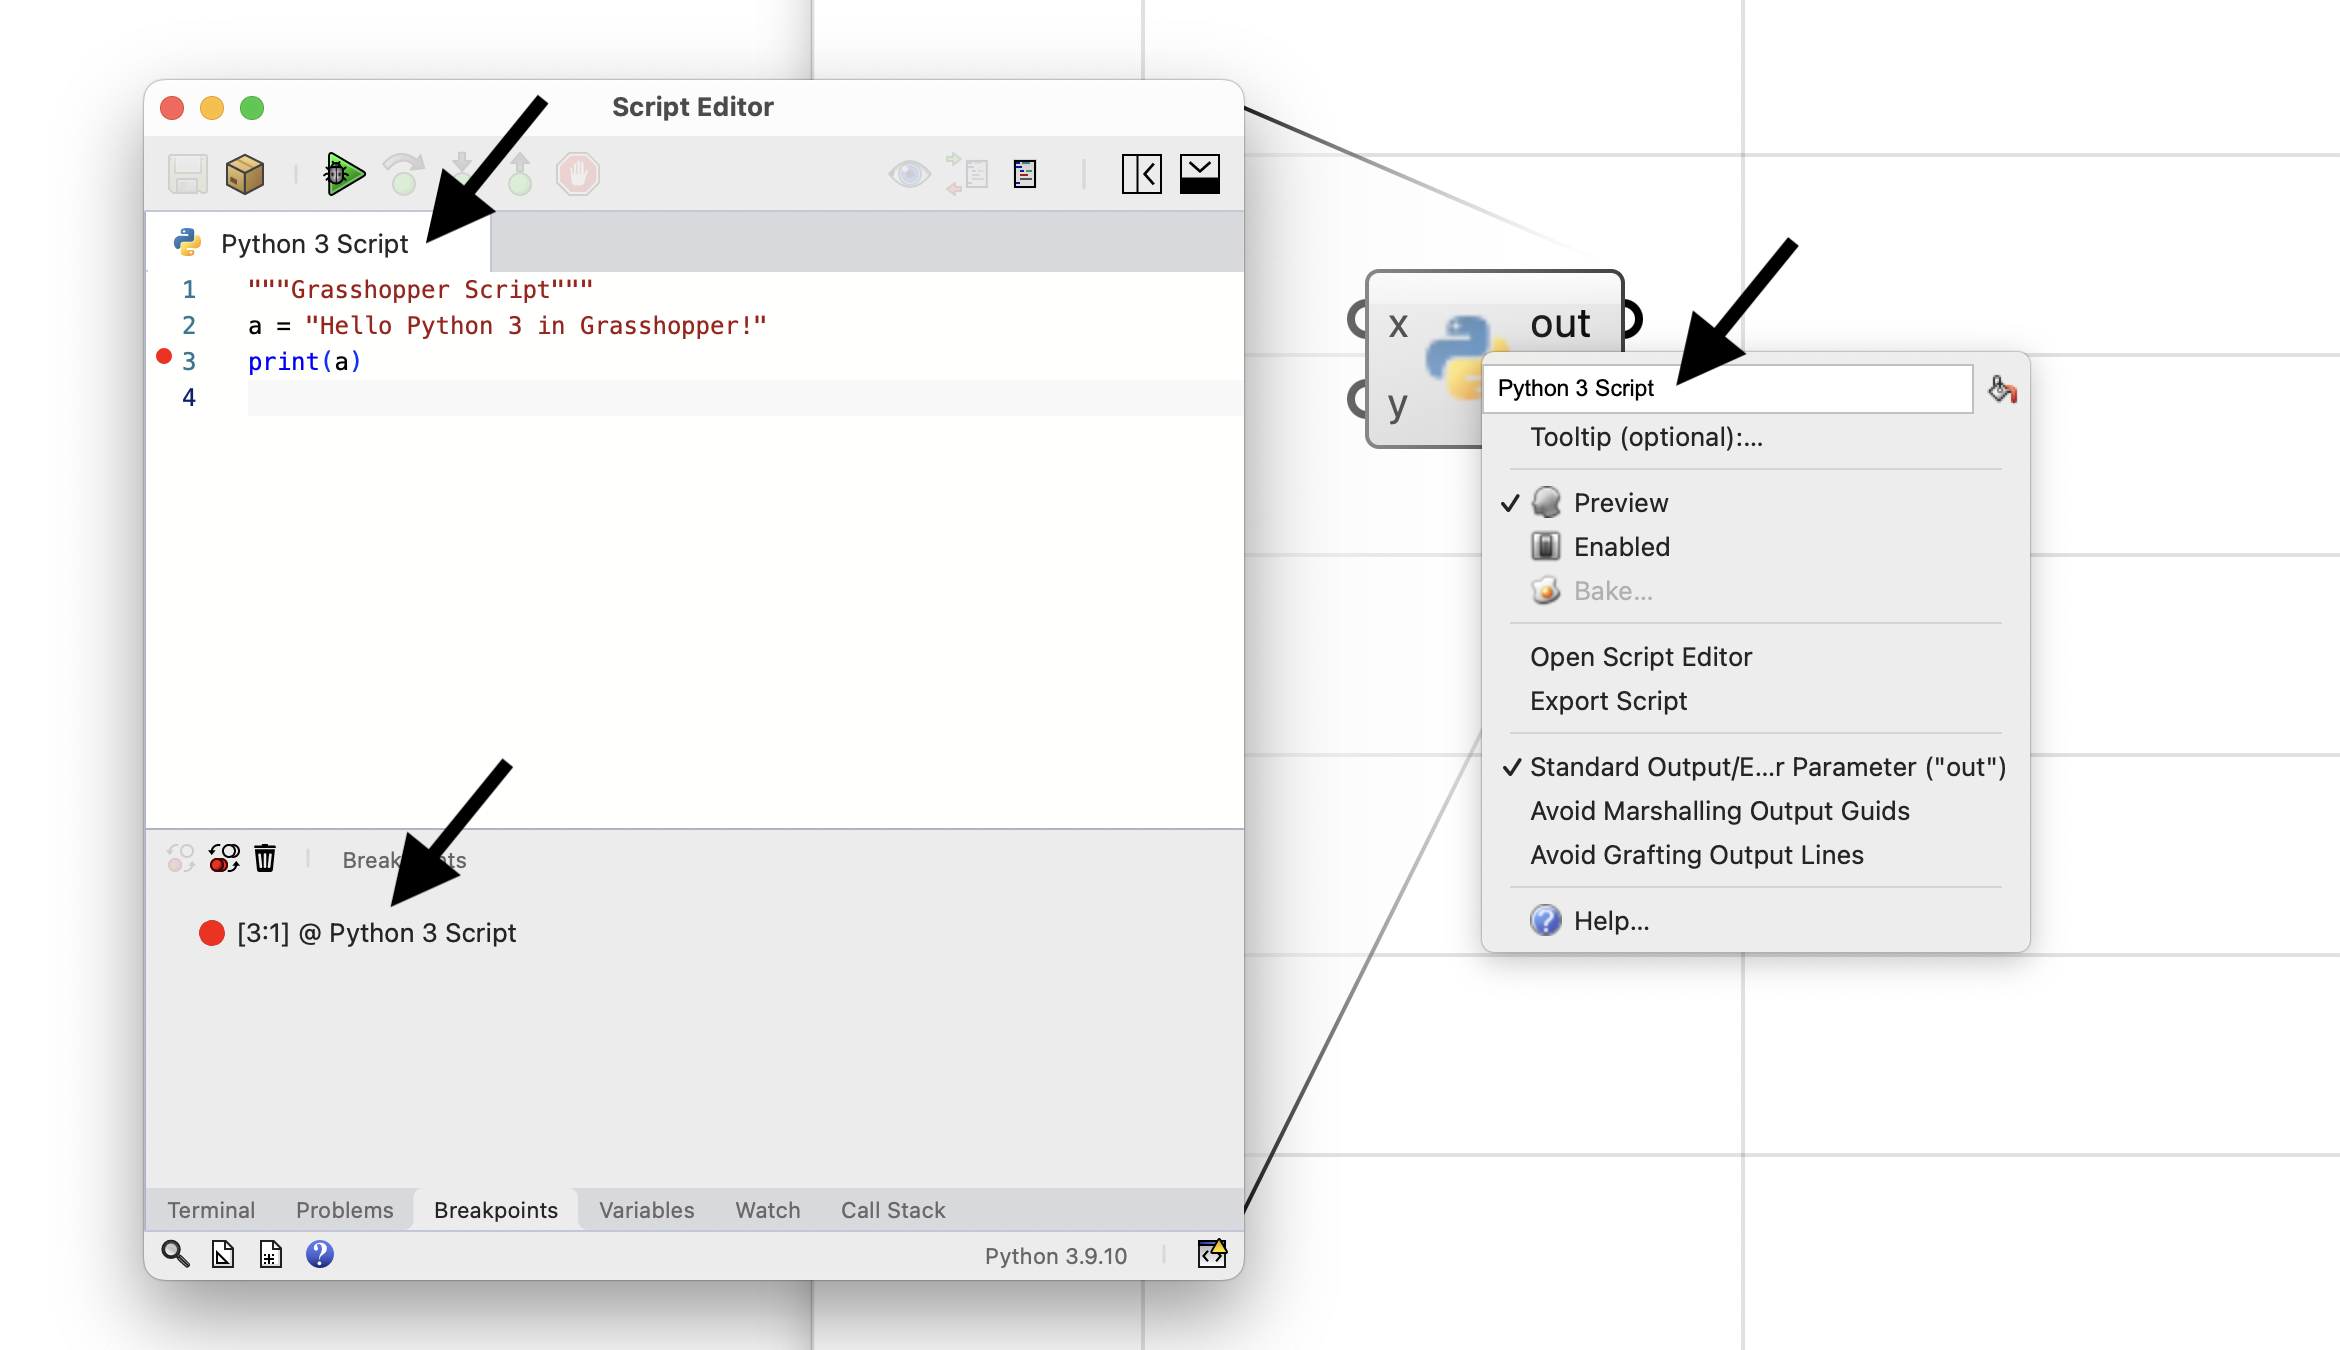 Script Editor
Python 3 Script
1 """Grasshopper Script"""
2 a = "Hello Python 3 in Grasshopper!"
3 print(a)
4
[3:1] @ Python 3 Script
Terminal Problems Breakpoints Variables Watch Call Stack
Python 3.9.10
x out
y
Python 3 Script
Tooltip (optional):...
Preview
Enabled
Bake...
Open Script Editor
Export Script
Standard Output/E...r Parameter ("out")
Avoid Marshalling Output Guids
Avoid Grafting Output Lines
Help...